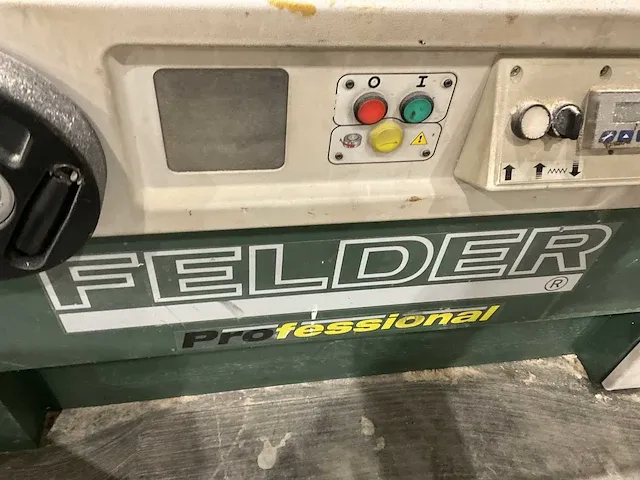 O I
FELDER
®
Professional